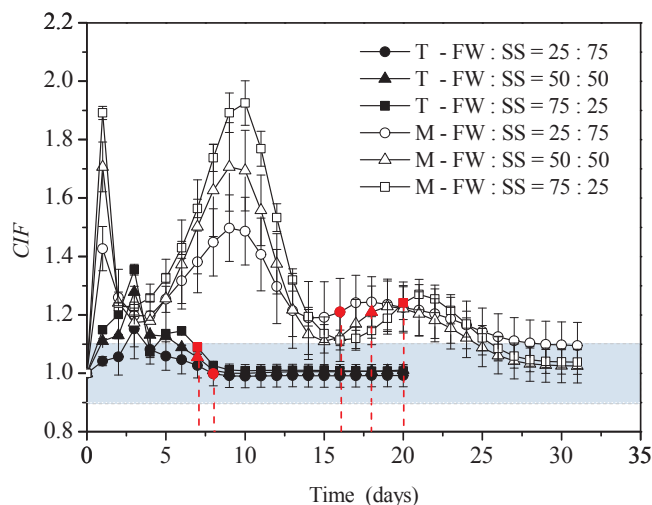 2.2
2.0
1.8
1.6
1.4
1.2
1.0
0.8
CIF
T - FW : SS = 25 : 75
T - FW : SS = 50 : 50
T - FW : SS = 75 : 25
M - FW : SS = 25 : 75
M - FW : SS = 50 : 50
M - FW : SS = 75 : 25
0 5 10 15 20 25 30 35
Time (days)